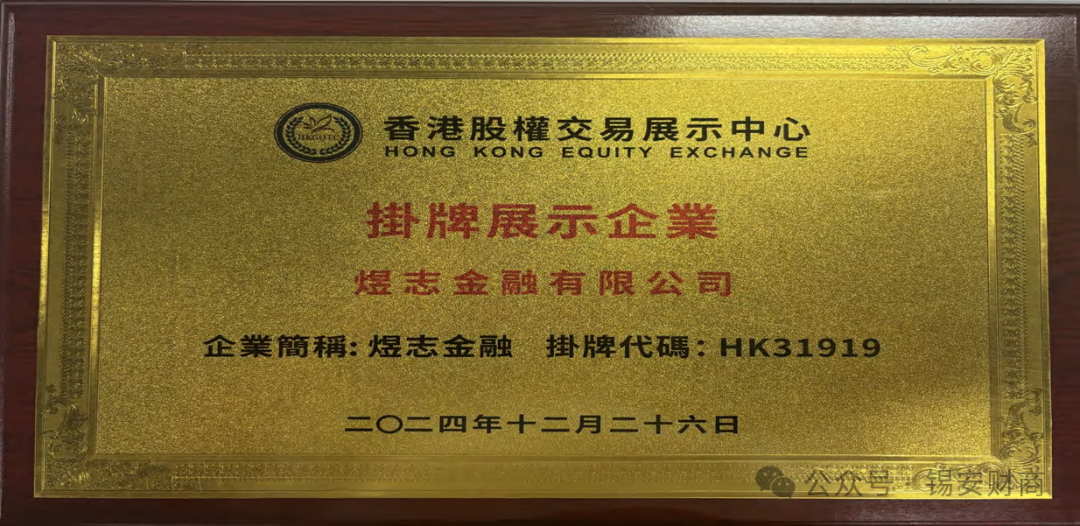 香港股權交易展示中心
HONG KONG EQUITY EXCHANGE
掛牌展示企業
煜志金融有限公司
企業簡稱: 煜志金融 掛牌代碼: HK31919
二〇二四年十二月二十六日
公众号 锡安财商